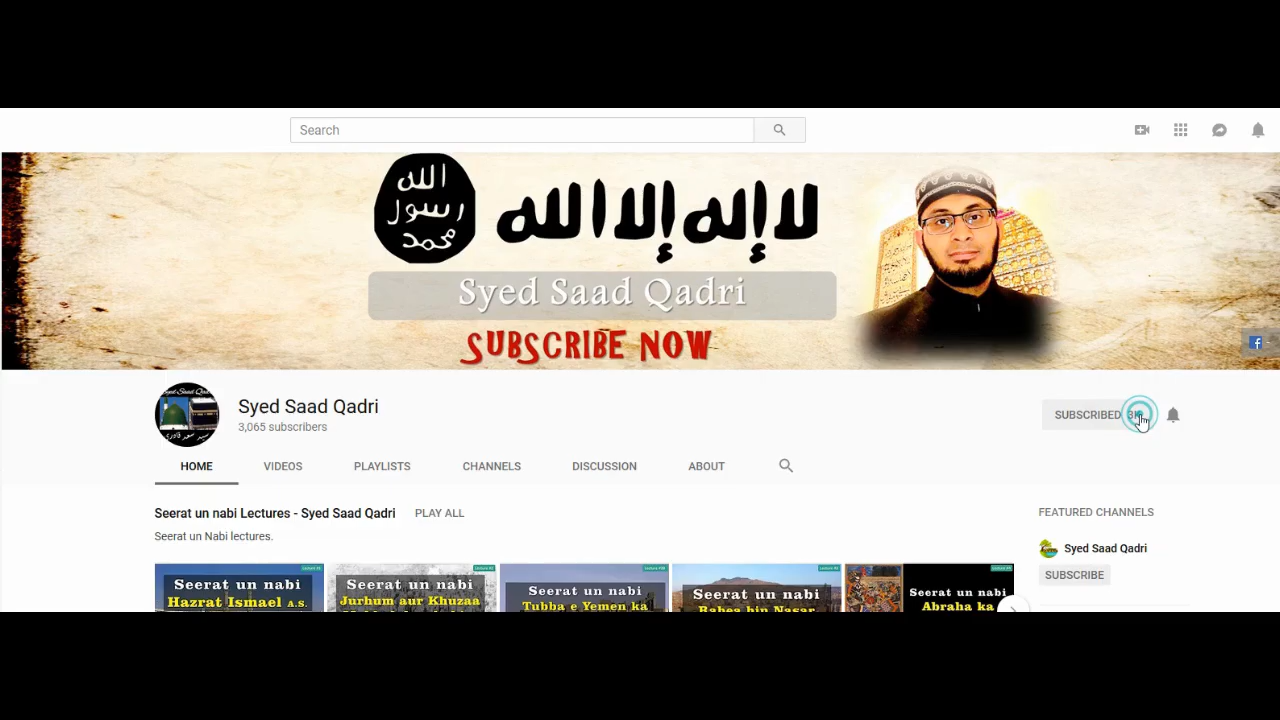 Search
الله
رسول
محمد
لا إله إلا الله
Syed Saad Qadri
SUBSCRIBE NOW
Syed Saad Qadri
3,065 subscribers
SUBSCRIBED
HOME VIDEOS PLAYLISTS CHANNELS DISCUSSION ABOUT
Seerat un nabi Lectures - Syed Saad Qadri PLAY ALL
FEATURED CHANNELS
Seerat un Nabi lectures.
Syed Saad Qadri
SUBSCRIBE
Seerat un nabi
Hazrat Ismael A.S.
Seerat un nabi
Jurhum aur Khuzaa
Seerat un nabi
Tubba e Yemen ka
Seerat un nabi
Rabea bin Nasar
Seerat un nabi
Abraha ka